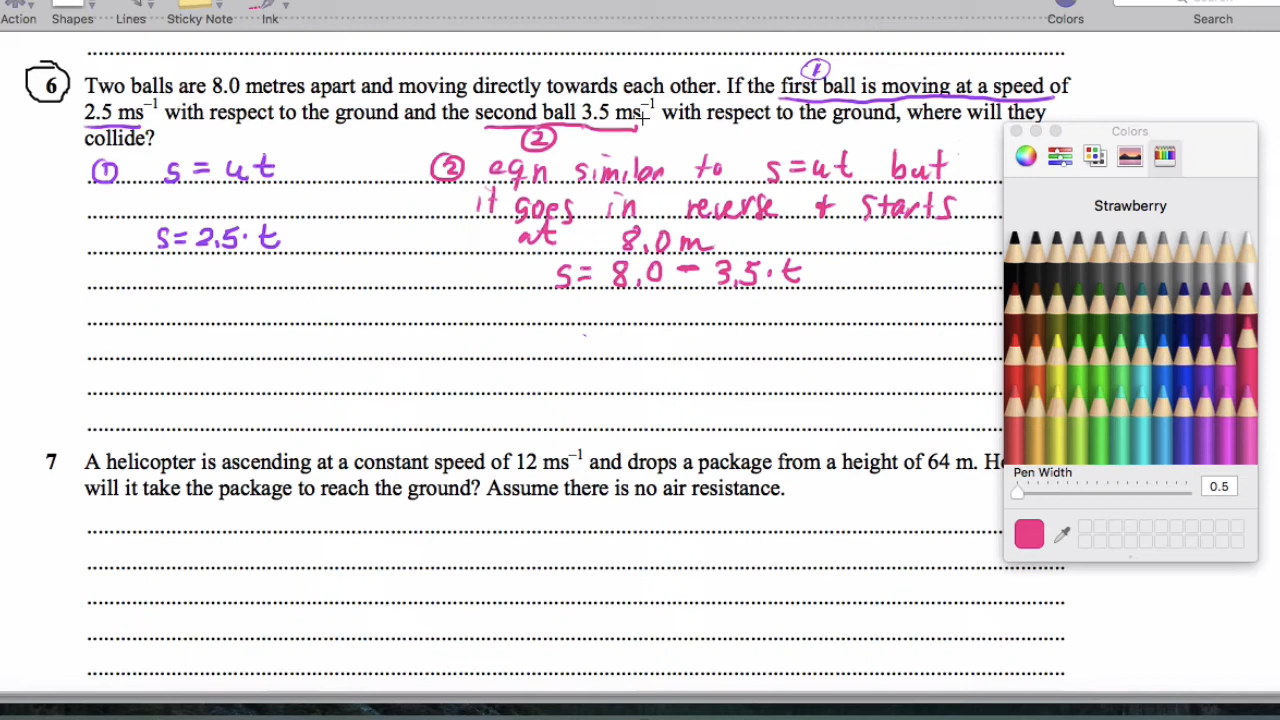 Action Shapes Lines Sticky Note Ink Colors Search
6 Two balls are 8.0 metres apart and moving directly towards each other. If the first ball is moving at a speed of
2.5 ms⁻¹ with respect to the ground and the second ball 3.5 ms⁻¹ with respect to the ground, where will they
collide?
①
②
① s = ut
s = 2.5 · t
② eqn similar to s=ut but
it goes in reverse + starts
at 8.0 m
s = 8.0 - 3.5 · t
7 A helicopter is ascending at a constant speed of 12 ms⁻¹ and drops a package from a height of 64 m. H
will it take the package to reach the ground? Assume there is no air resistance.
Colors
Strawberry
Pen Width
0.5